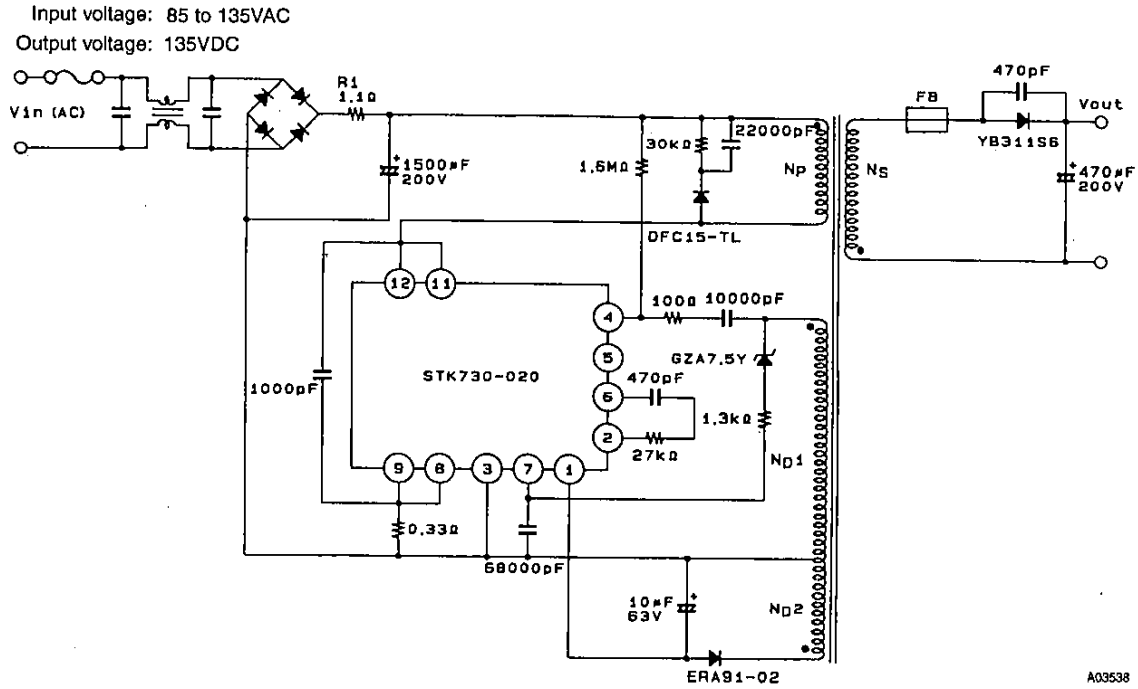 Input voltage: 85 to 135VAC
Output voltage: 135VDC
Vin (AC)
R1
1.1Ω
1500μF
200V
1.6MΩ
30kΩ
22000pF
NP
NS
FB
470pF
YB311S6
Vout
470μF
200V
DFC15-TL
12
11
4
100Ω
10000pF
5
GZA7.5Y
STK730-020
470pF
6
1000pF
1.3kΩ
2
27kΩ
ND1
9
8
3
7
1
0.33Ω
68000pF
10μF
63V
ND2
ERA91-02
A03538